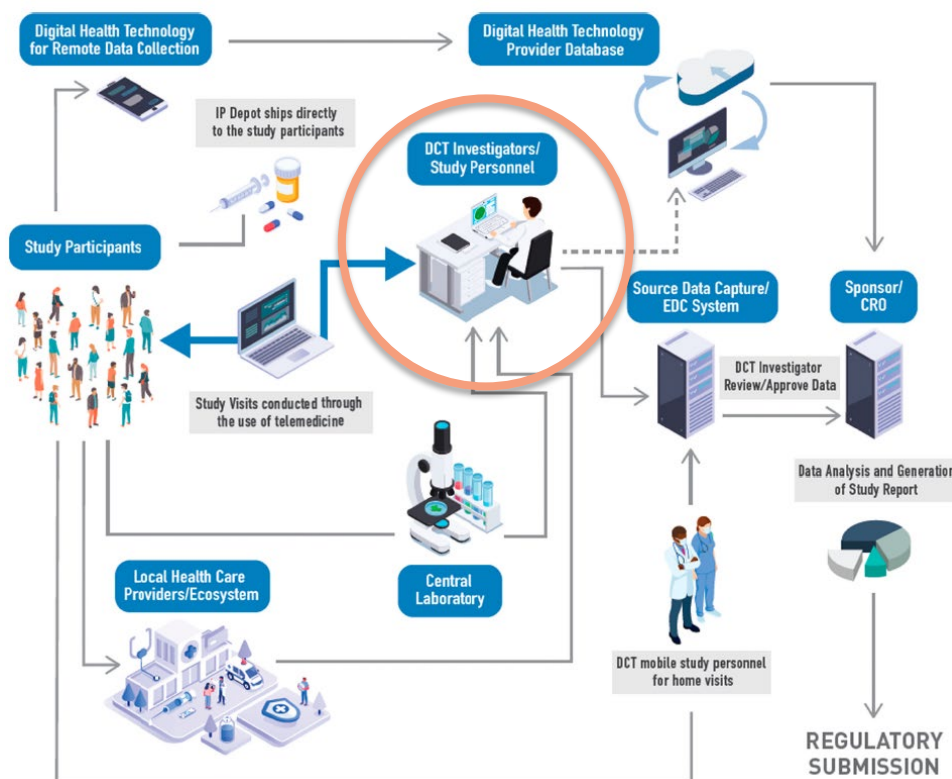 Digital Health Technology
for Remote Data Collection
Digital Health Technology
Provider Database
IP Depot ships directly
to the study participants
DCT Investigators/
Study Personnel
Study Participants
Source Data Capture/
EDC System
Sponsor/
CRO
DCT Investigator
Review/Approve Data
Study Visits conducted through
the use of telemedicine
Data Analysis and Generation
of Study Report
Local Health Care
Providers/Ecosystem
Central
Laboratory
DCT mobile study personnel
for home visits
REGULATORY
SUBMISSION